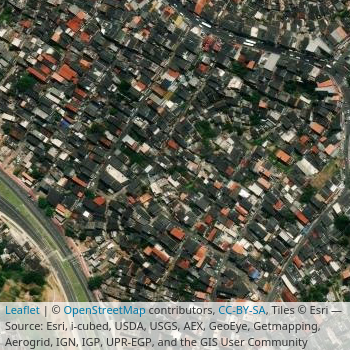 Leaflet | © OpenStreetMap contributors, CC-BY-SA, Tiles © Esri —
Source: Esri, i-cubed, USDA, USGS, AEX, GeoEye, Getmapping,
Aerogrid, IGN, IGP, UPR-EGP, and the GIS User Community